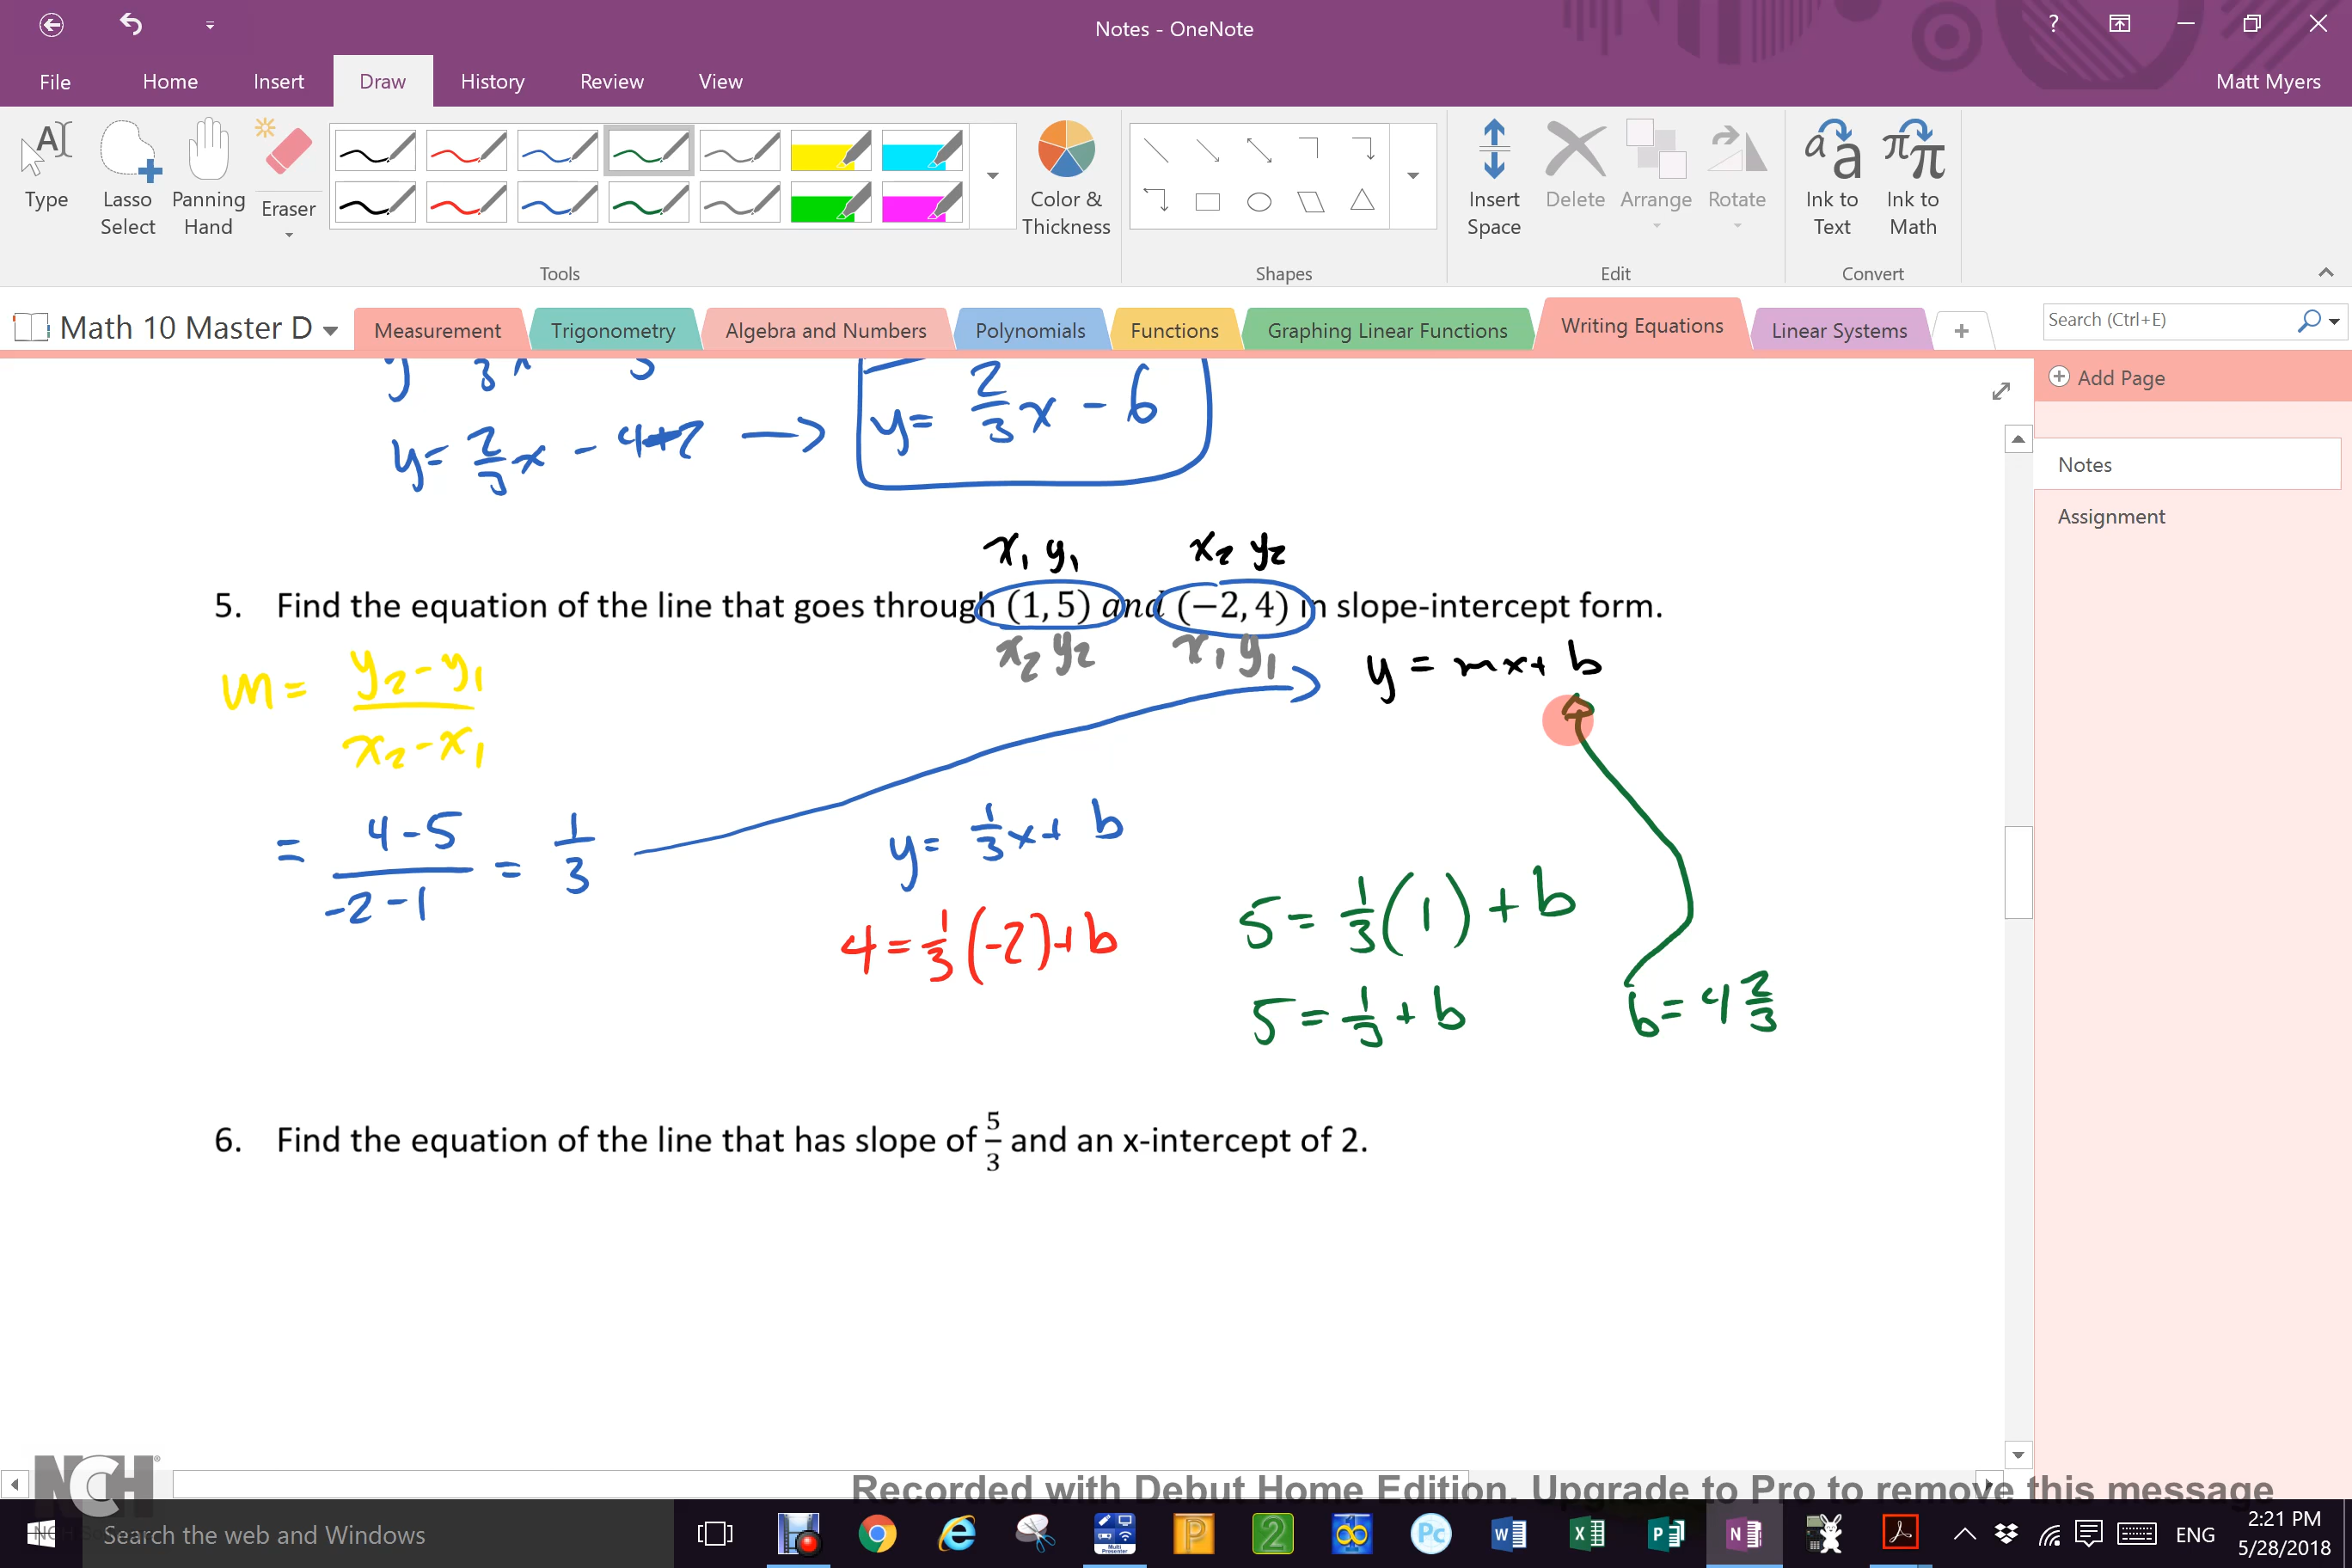 Notes - OneNote
?
File Home Insert Draw History Review View
Matt Myers
Type
Lasso Select
Panning Hand
Eraser
Color & Thickness
Insert Space
Delete
Arrange
Rotate
Ink to Text
Ink to Math
Tools Shapes Edit Convert
Math 10 Master D
Measurement Trigonometry Algebra and Numbers Polynomials Functions Graphing Linear Functions Writing Equations Linear Systems +
Search (Ctrl+E)
Add Page
Notes
Assignment
y = 2/3 x - 4+2 → y = 2/3 x - 6
x₁ y₁ x₂ y₂
5. Find the equation of the line that goes through (1, 5) and (−2, 4) in slope-intercept form.
x₂ y₂ x₁ y₁
m = (y₂ - y₁)/(x₂ - x₁)
y = mx + b
= (4 - 5)/(-2 - 1) = 1/3
y = 1/3 x + b
4 = 1/3 (-2) + b
5 = 1/3 (1) + b
5 = 1/3 + b
b = 4 2/3
6. Find the equation of the line that has slope of 5/3 and an x-intercept of 2.
NCH
Recorded with Debut Home Edition. Upgrade to Pro to remove this message
Search the web and Windows
ENG
2:21 PM
5/28/2018